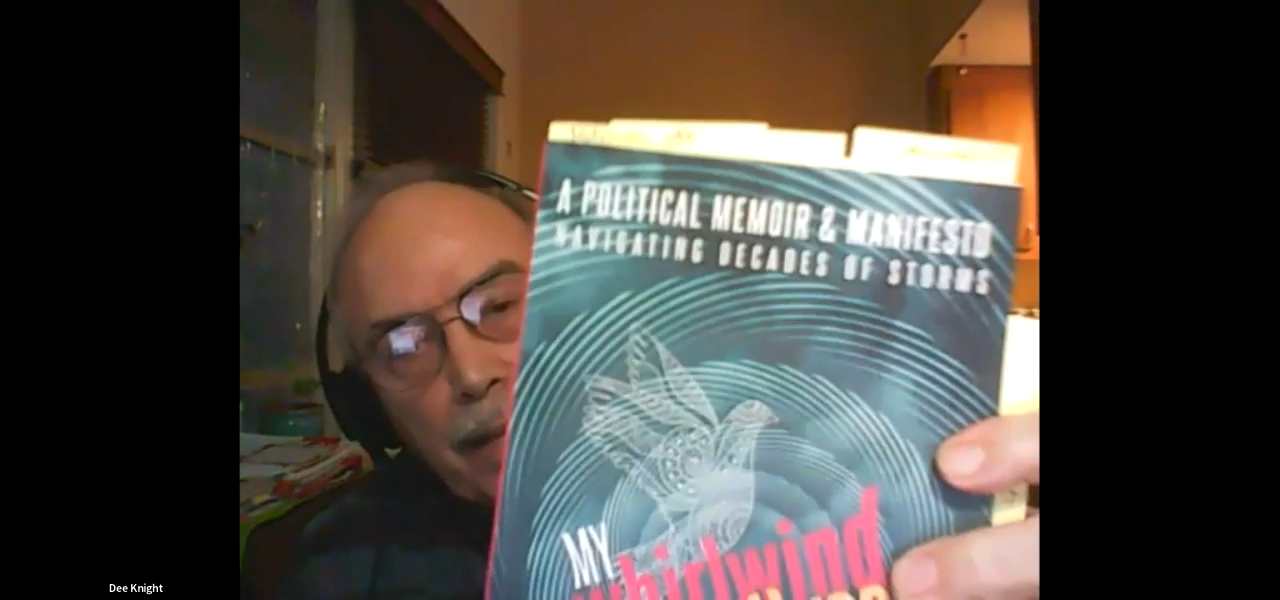 A POLITICAL MEMOIR & MANIFESTO
NAVIGATING DECADES OF STORMS
MY
whirlwind
Dee Knight